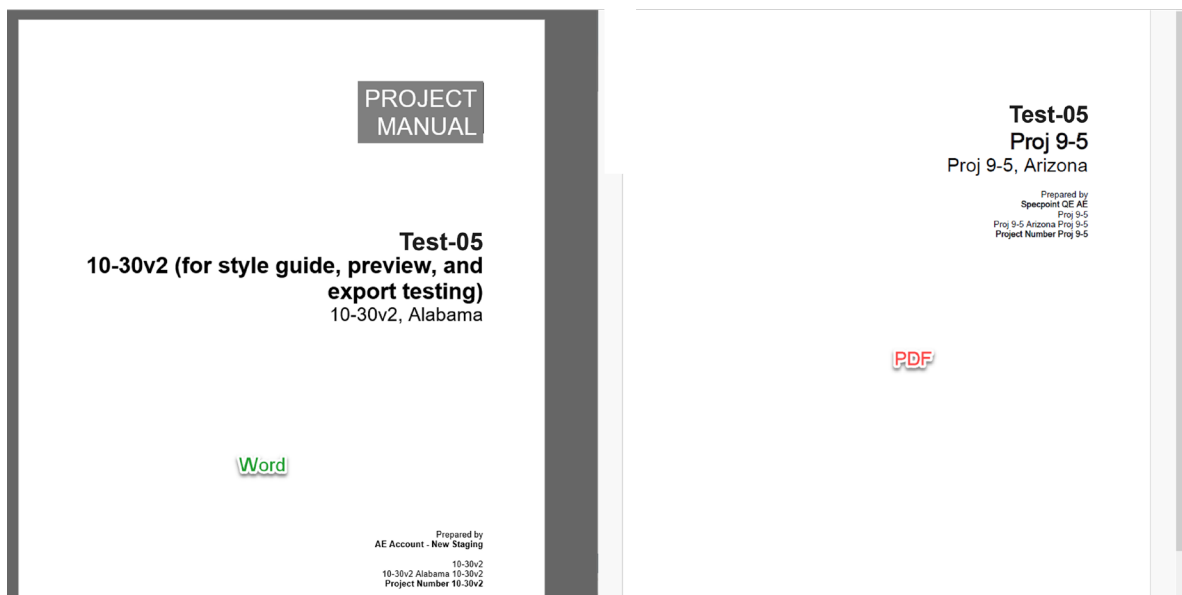 PROJECT
MANUAL
Test-05
10-30v2 (for style guide, preview, and
export testing)
10-30v2, Alabama
Word
Prepared by
AE Account - New Staging
10-30v2
10-30v2 Alabama 10-30v2
Project Number 10-30v2
Test-05
Proj 9-5
Proj 9-5, Arizona
Prepared by
Specpoint QE AE
Proj 9-5
Proj 9-5 Arizona Proj 9-5
Project Number Proj 9-5
PDF